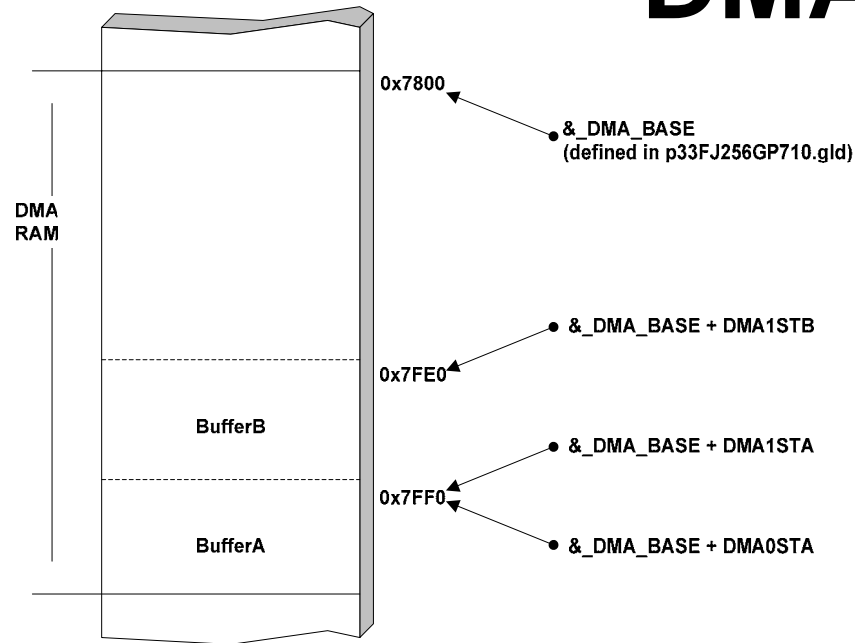 DMA
0x7800
&_DMA_BASE
(defined in p33FJ256GP710.gld)
DMA
RAM
&_DMA_BASE + DMA1STB
0x7FE0
BufferB
&_DMA_BASE + DMA1STA
0x7FF0
BufferA
&_DMA_BASE + DMA0STA